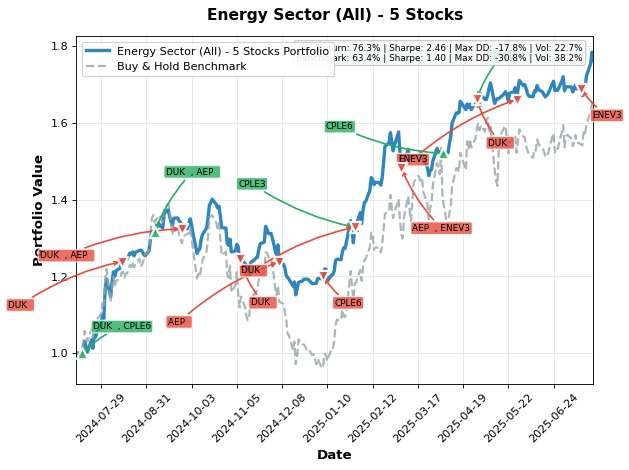 Energy Sector (All) - 5 Stocks
Energy Sector (All) - 5 Stocks Portfolio
Buy & Hold Benchmark
urn: 76.3% | Sharpe: 2.46 | Max DD: -17.8% | Vol: 22.7%
Benchmark: 63.4% | Sharpe: 1.40 | Max DD: -30.8% | Vol: 38.2%
Portfolio Value
1.8
1.6
1.4
1.2
1.0
ENEV3
CPLE6
DUK
ENEV3
DUK , AEP
CPLE3
AEP , ENEV3
DUK , AEP
DUK
DUK
DUK
CPLE6
AEP
DUK , CPLE6
2024-07-29
2024-08-31
2024-10-03
2024-11-05
2024-12-08
2025-01-10
2025-02-12
2025-03-17
2025-04-19
2025-05-22
2025-06-24
Date